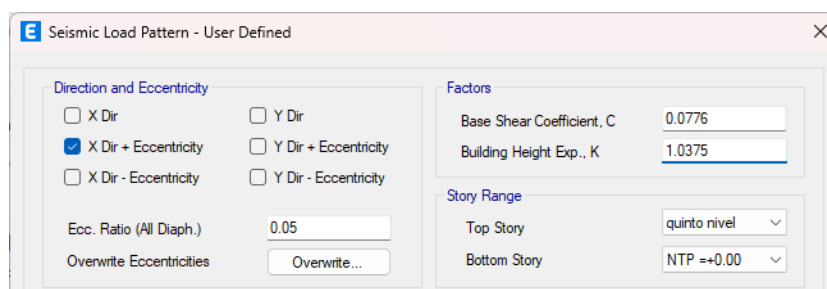 E Seismic Load Pattern - User Defined
Direction and Eccentricity
X Dir
Y Dir
X Dir + Eccentricity
Y Dir + Eccentricity
X Dir - Eccentricity
Y Dir - Eccentricity
Ecc. Ratio (All Diaph.) 0.05
Overwrite Eccentricities Overwrite...
Factors
Base Shear Coefficient, C 0.0776
Building Height Exp., K 1.0375
Story Range
Top Story quinto nivel
Bottom Story NTP =+0.00